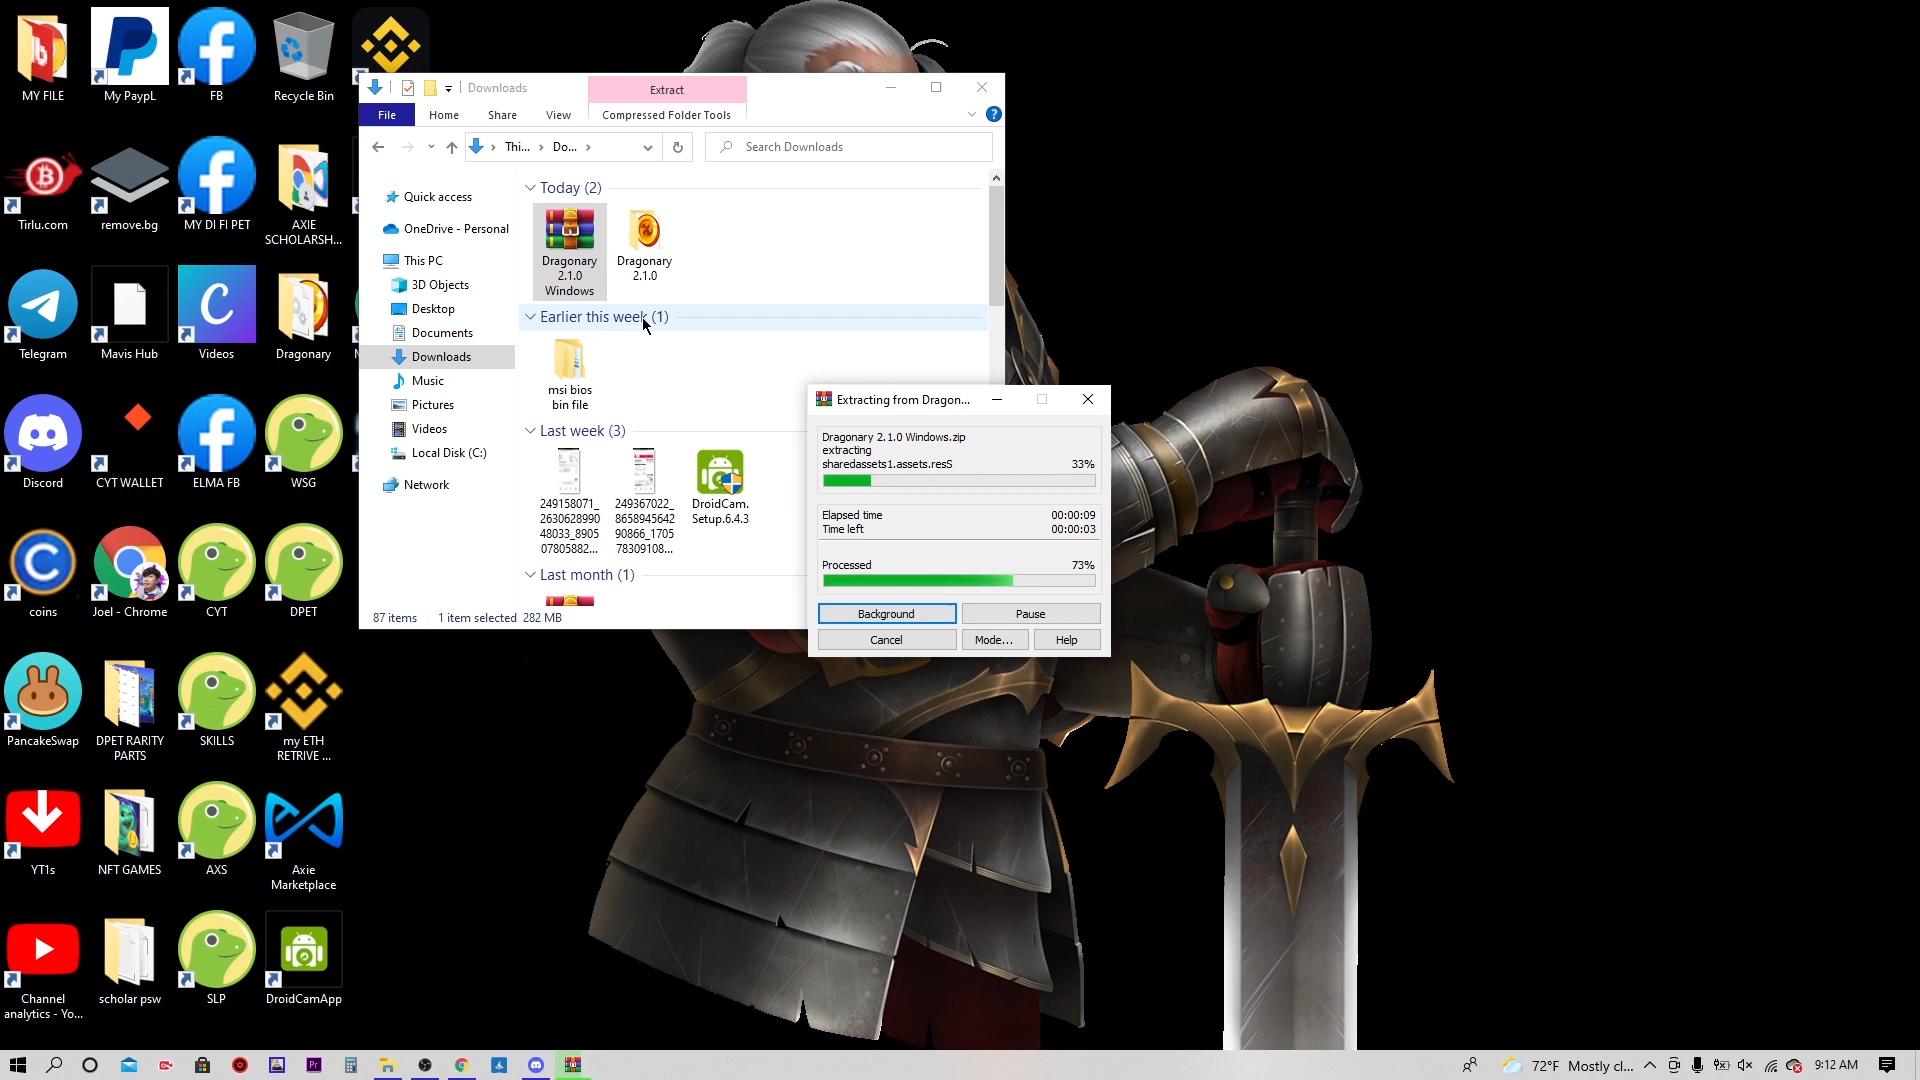 MY FILE
My PaypL
FB
Recycle Bin
Tirlu.com
remove.bg
MY DI FI PET
AXIE
SCHOLARSH...
Telegram
Mavis Hub
Videos
Dragonary
Discord
CYT WALLET
ELMA FB
WSG
coins
Joel - Chrome
CYT
DPET
PancakeSwap
DPET RARITY
PARTS
SKILLS
my ETH
RETRIVE ...
YT1s
NFT GAMES
AXS
Axie
Marketplace
Channel
analytics - Yo...
scholar psw
SLP
DroidCamApp
Downloads
Extract
File
Home
Share
View
Compressed Folder Tools
Thi...
Do...
Search Downloads
Quick access
OneDrive - Personal
This PC
3D Objects
Desktop
Documents
Downloads
Music
Pictures
Videos
Local Disk (C:)
Network
Today (2)
Dragonary
2.1.0
Windows
Dragonary
2.1.0
Earlier this week (1)
msi bios
bin file
Last week (3)
249158071_
2630628990
48033_8905
07805882...
249367022_
8658945642
90866_1705
78309108...
DroidCam.
Setup.6.4.3
Last month (1)
87 items
1 item selected 282 MB
Extracting from Dragon...
Dragonary 2.1.0 Windows.zip
extracting
sharedassets1.assets.resS 33%
Elapsed time 00:00:09
Time left 00:00:03
Processed 73%
Background
Pause
Cancel
Mode...
Help
72°F Mostly cl...
9:12 AM